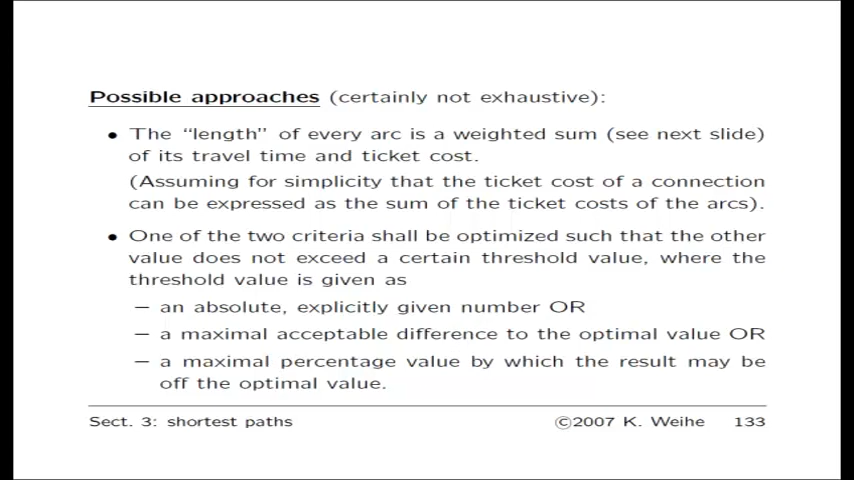 Possible approaches (certainly not exhaustive):
• The “length” of every arc is a weighted sum (see next slide)
of its travel time and ticket cost.
(Assuming for simplicity that the ticket cost of a connection
can be expressed as the sum of the ticket costs of the arcs).
• One of the two criteria shall be optimized such that the other
value does not exceed a certain threshold value, where the
threshold value is given as
– an absolute, explicitly given number OR
– a maximal acceptable difference to the optimal value OR
– a maximal percentage value by which the result may be
off the optimal value.
Sect. 3: shortest paths ©2007 K. Weihe 133